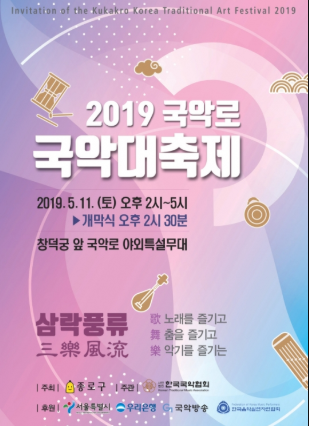 Invitation of the Kukakro Korea Traditional Art Festival 2019
2019 국악로
국악대축제
2019. 5. 11. (토) 오후 2시~5시
▶개막식 오후 2시 30분
창덕궁 앞 국악로 야외특설무대
삼락풍류 歌 노래를 즐기고
舞 춤을 즐기고
三樂風流 樂 악기를 즐기는
| 주최 | 종로구 | 주관 | 한국국악협회
| 후원 | 서울특별시 우리은행 국악방송